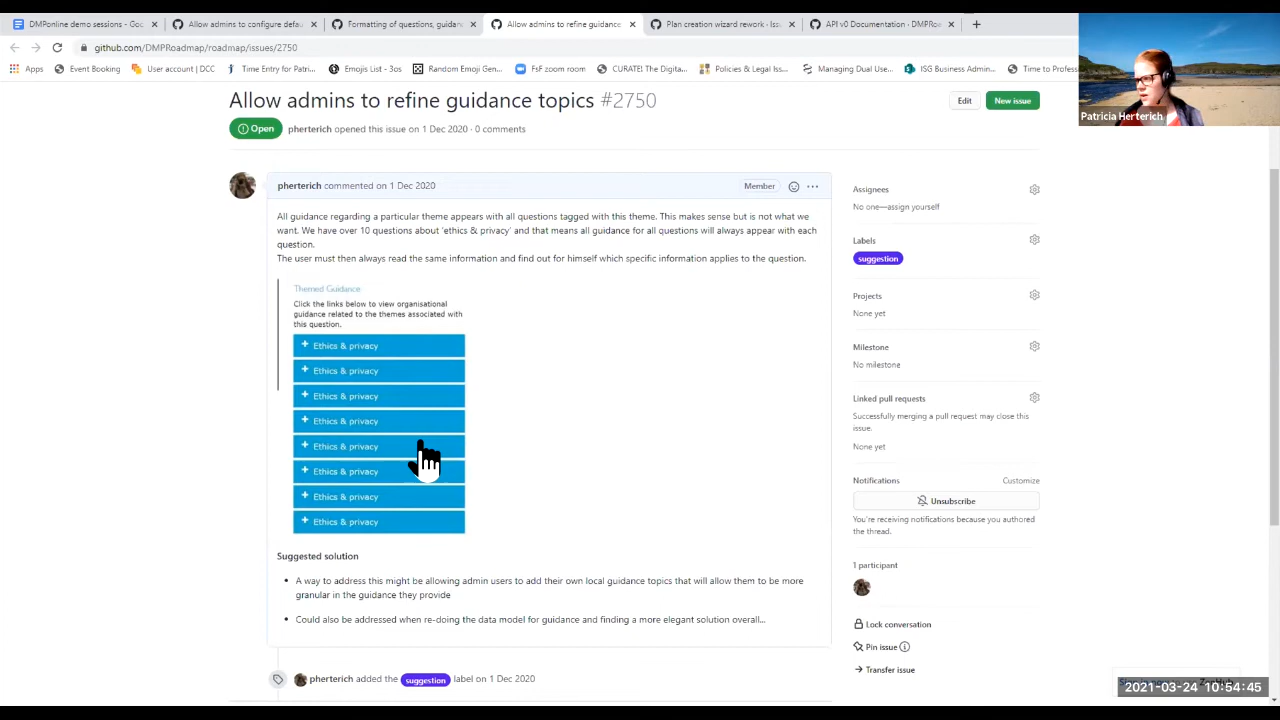 DMPonline demo sessions - Goo
Allow admins to configure defau
Formatting of questions, guidanc
Allow admins to refine guidance
Plan creation wizard rework · Iss
API v0 Documentation · DMPRoa
github.com/DMPRoadmap/roadmap/issues/2750
Apps
Event Booking
User account | DCC
Time Entry for Patri...
Emojis List - 3os
Random Emoji Gen...
FsF zoom room
CURATE! The Digita...
Policies & Legal Iss...
Managing Dual Use...
ISG Business Admin...
Time to Profess
Patricia Herterich
Allow admins to refine guidance topics #2750
Edit
New issue
Open
pherterich opened this issue on 1 Dec 2020 · 0 comments
pherterich commented on 1 Dec 2020
Member
All guidance regarding a particular theme appears with all questions tagged with this theme. This makes sense but is not what we
want. We have over 10 questions about 'ethics & privacy' and that means all guidance for all questions will always appear with each
question.
The user must then always read the same information and find out for himself which specific information applies to the question.
Themed Guidance
Click the links below to view organisational
guidance related to the themes associated with
this question.
+ Ethics & privacy
+ Ethics & privacy
+ Ethics & privacy
+ Ethics & privacy
+ Ethics & privacy
+ Ethics & privacy
+ Ethics & privacy
+ Ethics & privacy
Suggested solution
• A way to address this might be allowing admin users to add their own local guidance topics that will allow them to be more
granular in the guidance they provide
• Could also be addressed when re-doing the data model for guidance and finding a more elegant solution overall...
pherterich added the suggestion label on 1 Dec 2020
Assignees
No one—assign yourself
Labels
suggestion
Projects
None yet
Milestone
No milestone
Linked pull requests
Successfully merging a pull request may close this
issue.
None yet
Notifications
Customize
Unsubscribe
You're receiving notifications because you authored
the thread.
1 participant
Lock conversation
Pin issue
Transfer issue
2021-03-24 10:54:45